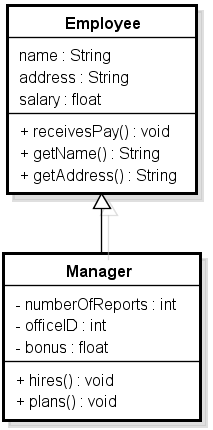 Employee
name : String
address : String
salary : float
+ receivesPay() : void
+ getName() : String
+ getAddress() : String
Manager
- numberOfReports : int
- officeID : int
- bonus : float
+ hires() : void
+ plans() : void